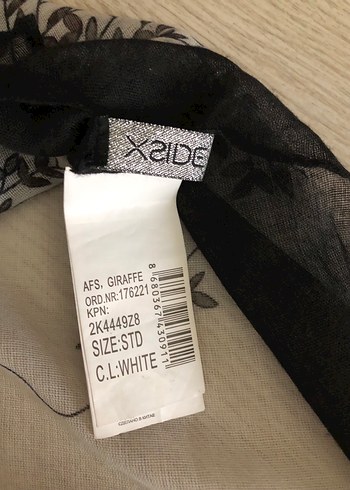 XSIDE
AFS, GIRAFFE
ORD.NR:176221
KPN:
2K4449Z8
SIZE:STD
C.L:WHITE
8680367430911